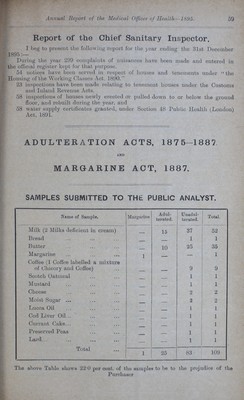 Annual Report of the Medical Officer of Health—1895. 39
Report of the Chief Sanitary Inspector.
I beg to present the following report for the year ending the 31st December
1895:—
During the year 259 complaints of nuisances have been made and entered in
the official register kept for that purpose.
54 notices have been served in respect of houses and tenements under “the
Housing of the Working Classes Act 1890.”
23 inspections have been made relating to tenement houses under the Customs
and Inland Revenue Acts.
58 inspections of houses newly erected or pulled down to or below the ground
floor, and rebuilt during the year, and
59 water supply certificates granted, under Section 48 Public Health (London)
Act, 1891.
ADULTERATION ACTS, 1875—1887
AND
MARGARINE ACT, 1887.
SAMPLES SUBMITTED TO THE PUBLIC ANALYST.
Name of Sample. Margarine Adulterated. Unadulterated. Total.
Milk (2 Milks deficient in cream) — 15 37 52
Bread — — 1 1
Butter — 10 25 35
Margarine 1 — — 1
Coffee (1 Coffee labelled a mixture
of Chicory and Coffee) — — 9 9
Scotch Oatmeal — — 1 1
Mustard — — 1 1
Cheese — — 2 2
Moist Sugar — — 2 2
Lucca Oil — — 1 1
Cod Liver Oil — — 1 1
Currant Cake — — 1 1
Preserved Peas — — 1 1
Lard — — 1 1
Total 1 25 83 109
The above Table shows 22·9 per cent. of the samples to be to the prejudice of the
Purchaser